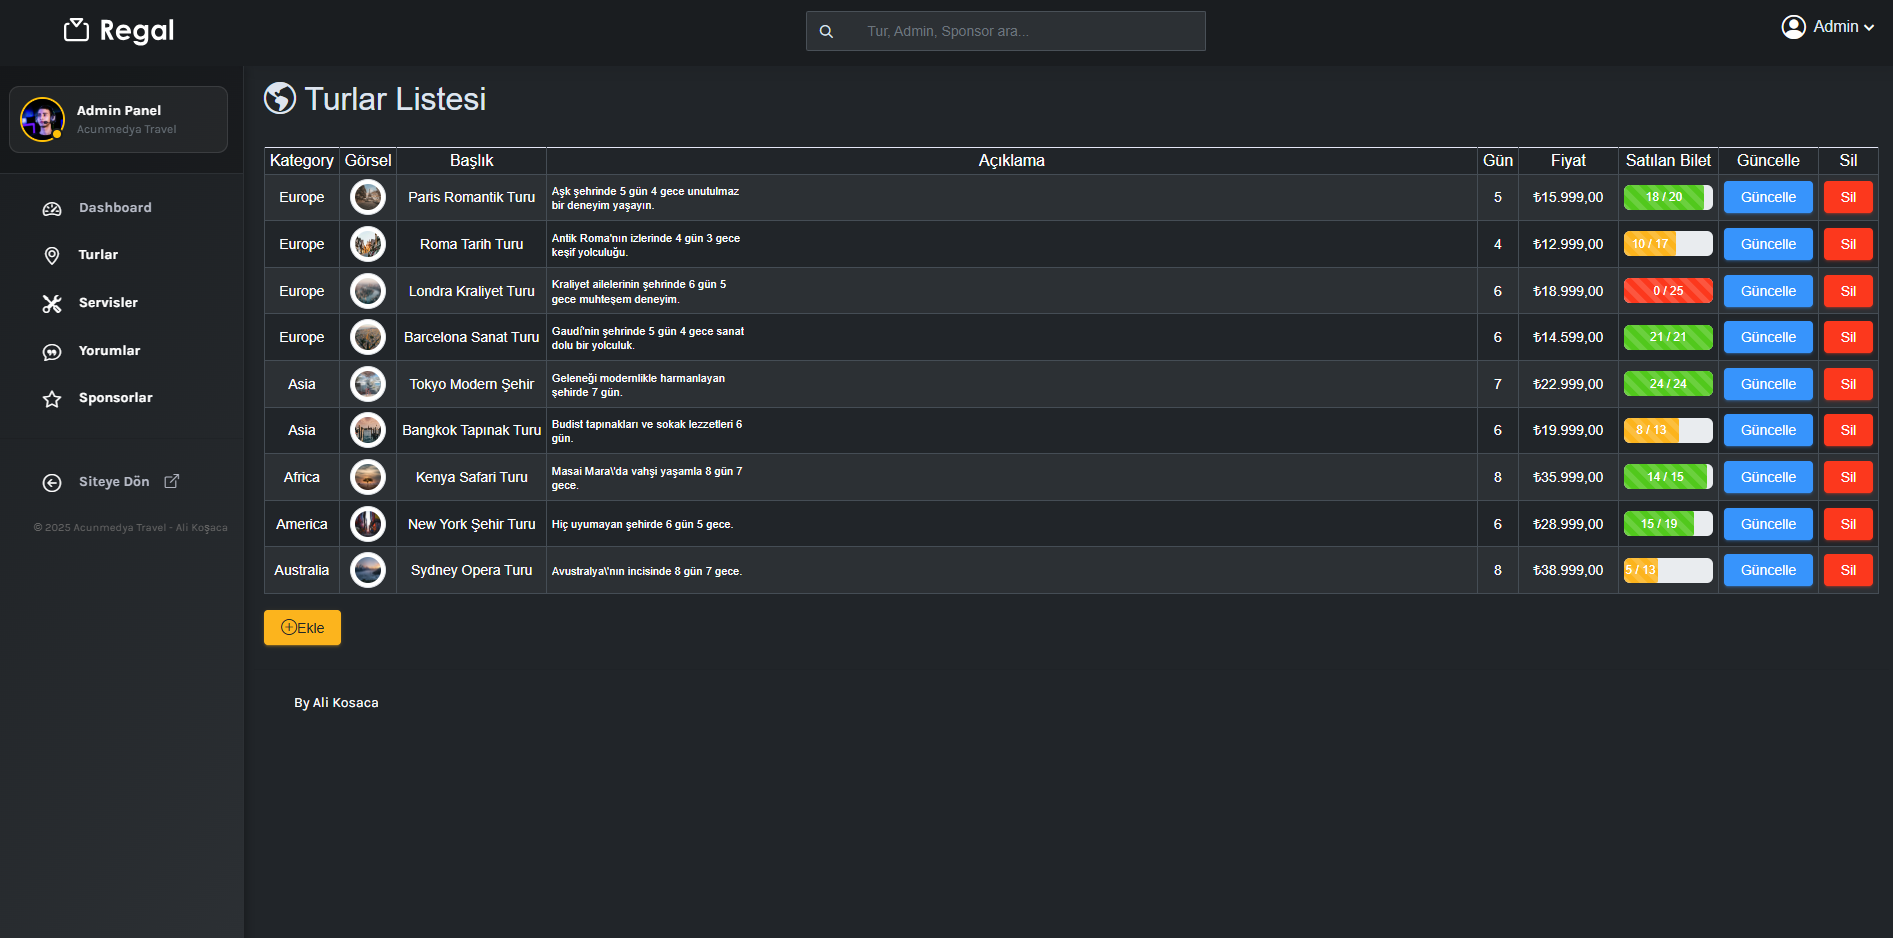 Regal
Tur, Admin, Sponsor ara...
Admin
Admin Panel
Acunmedya Travel
Dashboard
Turlar
Servisler
Yorumlar
Sponsorlar
Siteye Dön
© 2025 Acunmedya Travel - Ali Koşaca
Turlar Listesi
Kategory Görsel Başlık Açıklama Gün Fiyat Satılan Bilet Güncelle Sil
Europe Paris Romantik Turu Aşk şehrinde 5 gün 4 gece unutulmaz
bir deneyim yaşayın. 5 ₺15.999,00 18 / 20 Güncelle Sil
Europe Roma Tarih Turu Antik Roma'nın izlerinde 4 gün 3 gece
keşif yolculuğu. 4 ₺12.999,00 10 / 17 Güncelle Sil
Europe Londra Kraliyet Turu Kraliyet ailelerinin şehrinde 6 gün 5
gece muhteşem deneyim. 6 ₺18.999,00 0 / 25 Güncelle Sil
Europe Barcelona Sanat Turu Gaudí'nin şehrinde 5 gün 4 gece sanat
dolu bir yolculuk. 6 ₺14.599,00 21 / 21 Güncelle Sil
Asia Tokyo Modern Şehir Geleneği modernlikle harmanlayan
şehirde 7 gün. 7 ₺22.999,00 24 / 24 Güncelle Sil
Asia Bangkok Tapınak Turu Budist tapınakları ve sokak lezzetleri 6
gün. 6 ₺19.999,00 8 / 13 Güncelle Sil
Africa Kenya Safari Turu Masai Mara\'da vahşi yaşamla 8 gün 7
gece. 8 ₺35.999,00 14 / 15 Güncelle Sil
America New York Şehir Turu Hiç uyumayan şehirde 6 gün 5 gece. 6 ₺28.999,00 15 / 19 Güncelle Sil
Australia Sydney Opera Turu Avustralya\'nın incisinde 8 gün 7 gece. 8 ₺38.999,00 5 / 13 Güncelle Sil
Ekle
By Ali Kosaca